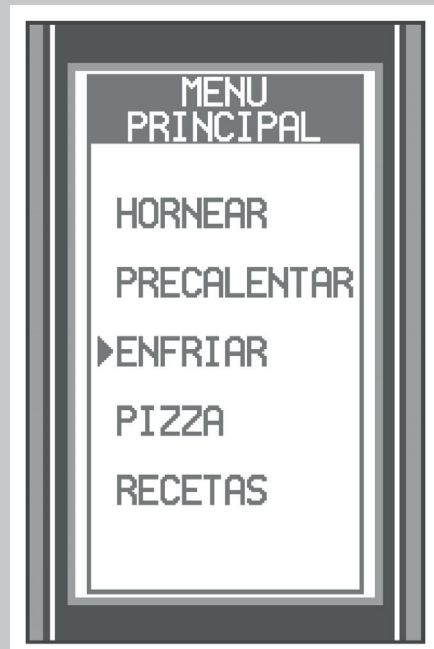 MENU
PRINCIPAL
HORNEAR
PRECALENTAR
ENFRIAR
PIZZA
RECETAS